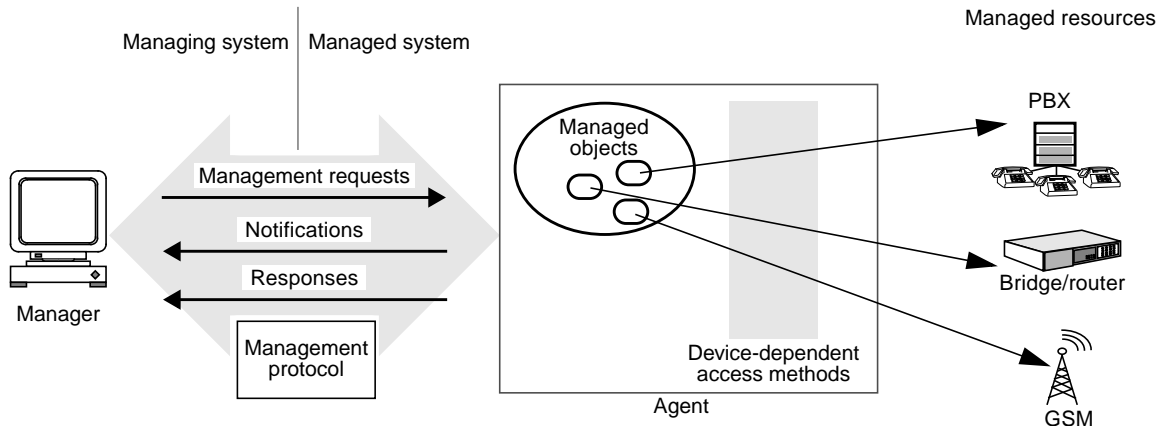 Managed resources
Managing system
Managed system
PBX
Managed
objects
Management requests
Notifications
Responses
Bridge/router
Manager
Management
protocol
Device-dependent
access methods
Agent
GSM